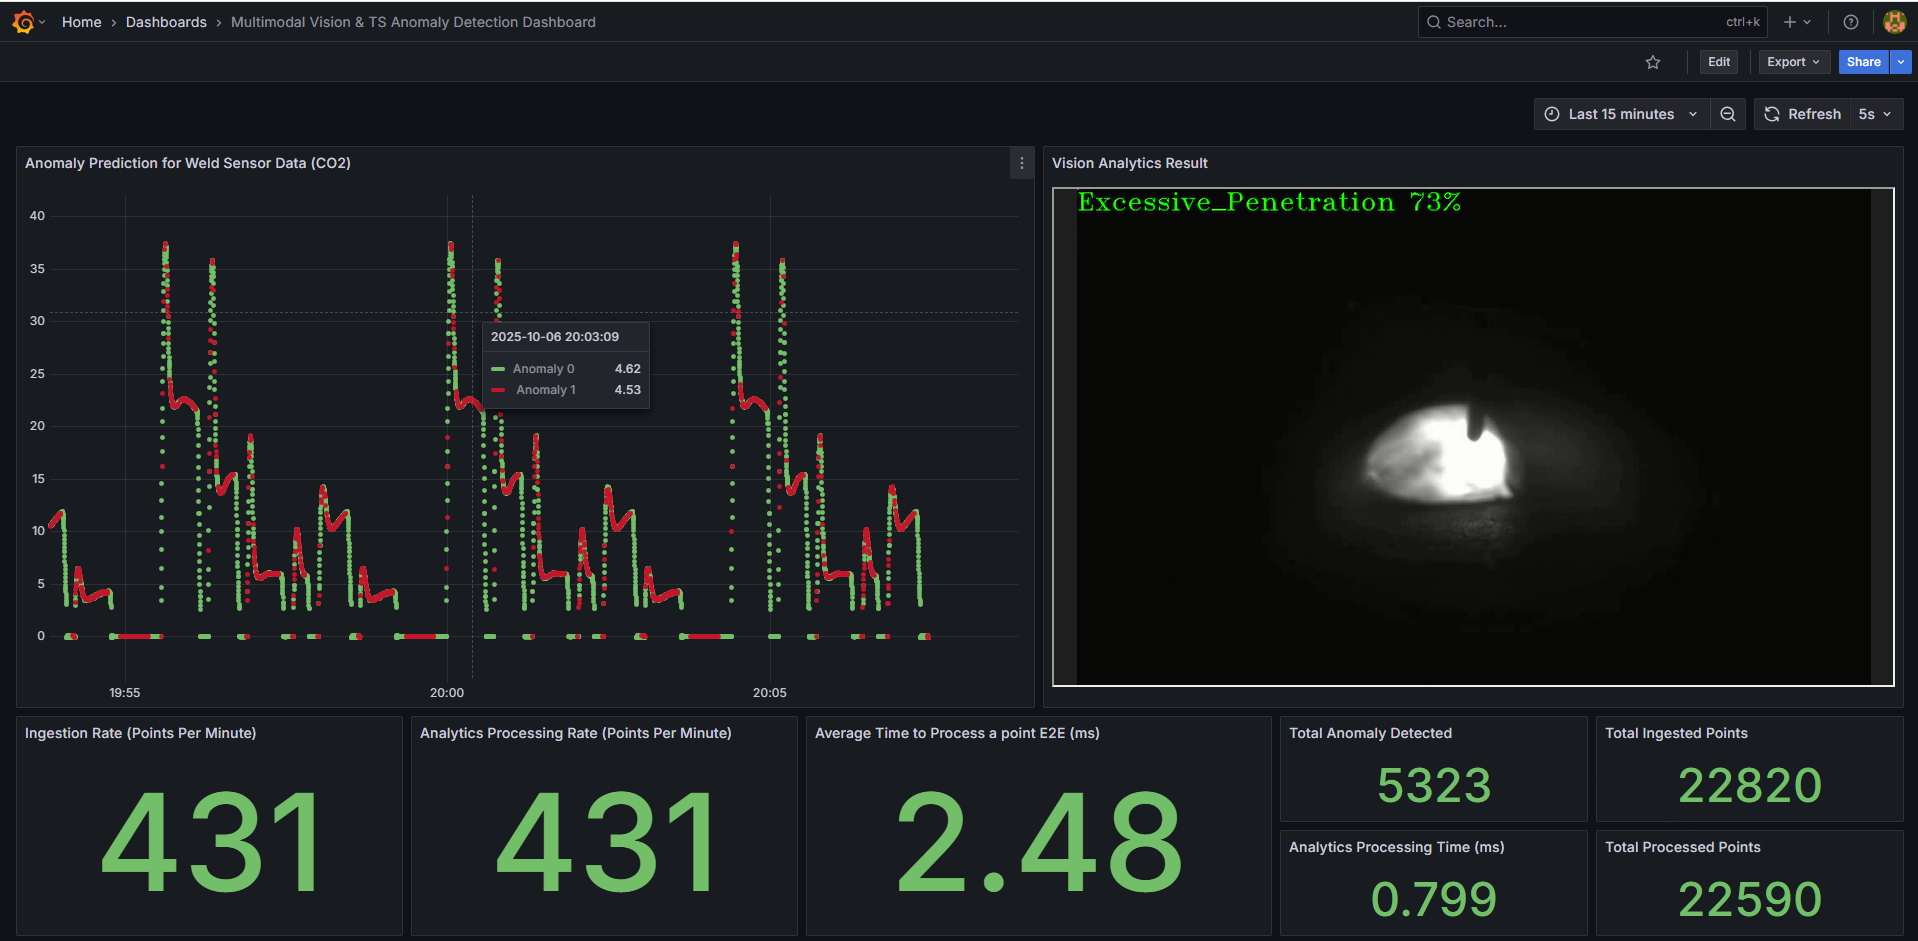 Home › Dashboards › Multimodal Vision & TS Anomaly Detection Dashboard
Search... ctrl+k
Edit Export Share
Last 15 minutes Refresh 5s
Anomaly Prediction for Weld Sensor Data (CO2)
40
35
30
25
20
15
10
5
0
19:55 20:00 20:05
2025-10-06 20:03:09
Anomaly 0 4.62
Anomaly 1 4.53
Vision Analytics Result
Excessive_Penetration 73%
Ingestion Rate (Points Per Minute)
431
Analytics Processing Rate (Points Per Minute)
431
Average Time to Process a point E2E (ms)
2.48
Total Anomaly Detected
5323
Total Ingested Points
22820
Analytics Processing Time (ms)
0.799
Total Processed Points
22590